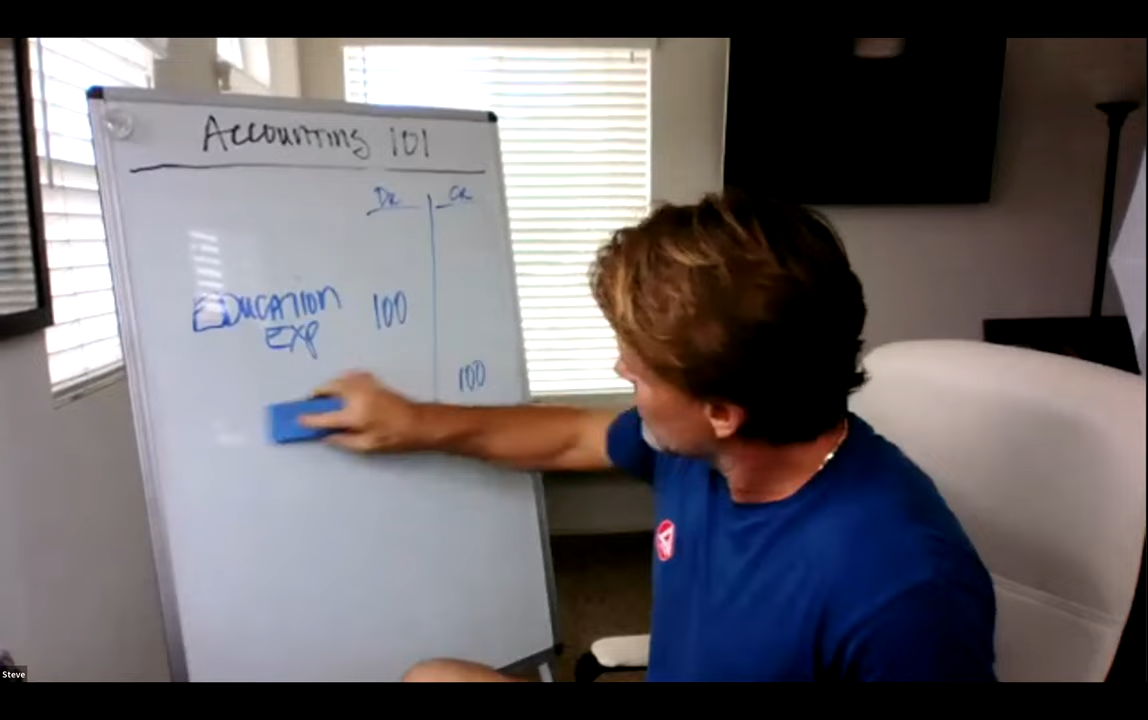 ACCOUNTING 101
DR CR
EDUCATION 100
EXP
100
Steve